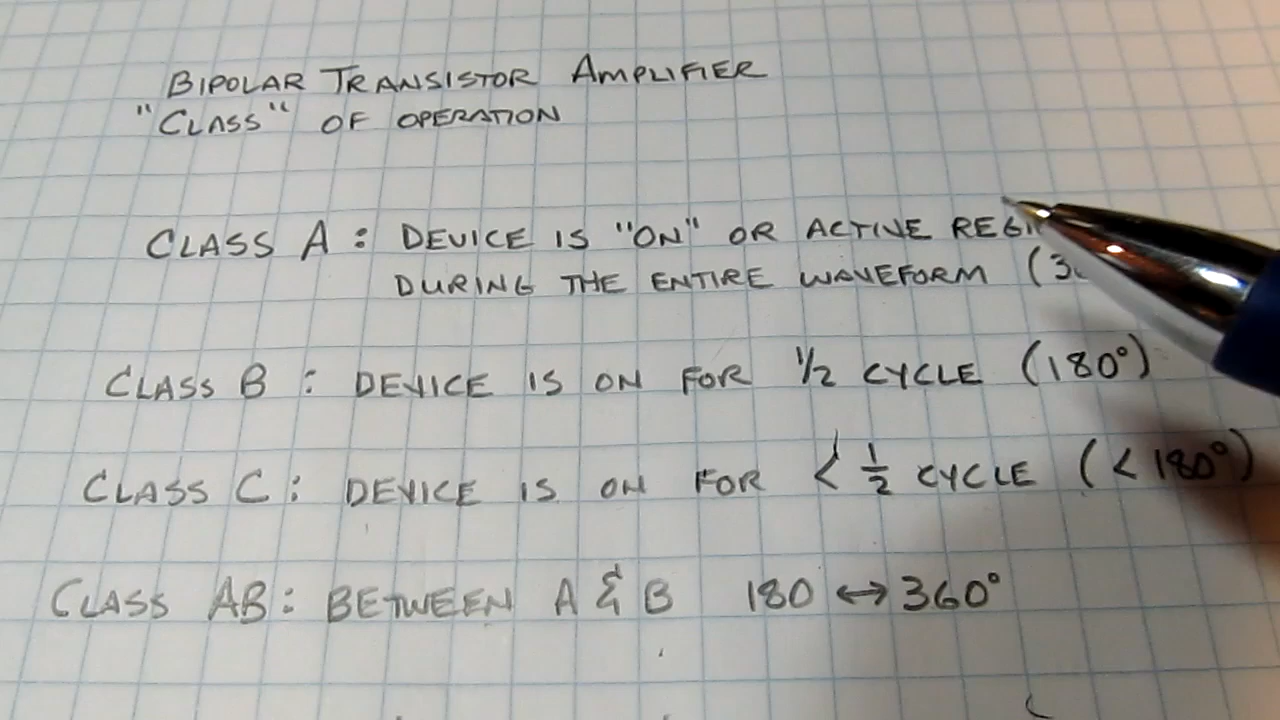 BIPOLAR TRANSISTOR AMPLIFIER
"CLASS" OF OPERATION
CLASS A : DEVICE IS "ON" OR ACTIVE
DURING THE ENTIRE WAVEFORM
CLASS B : DEVICE IS ON FOR 1/2 CYCLE (180°)
CLASS C : DEVICE IS ON FOR < 1/2 CYCLE (< 180°)
CLASS AB : BETWEEN A & B 180 ↔ 360°